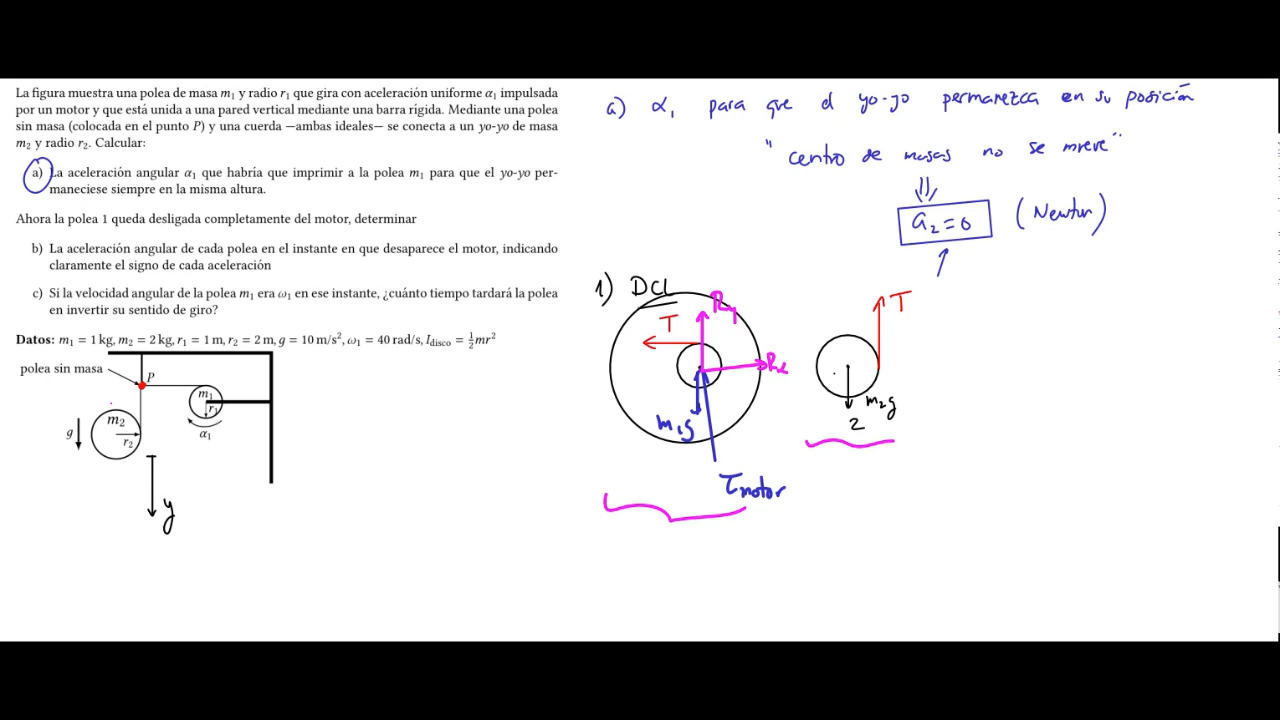 La figura muestra una polea de masa m₁ y radio r₁ que gira con aceleración uniforme α₁ impulsada
por un motor y que está unida a una pared vertical mediante una barra rígida. Mediante una polea
sin masa (colocada en el punto P) y una cuerda —ambas ideales— se conecta a un yo-yo de masa
m₂ y radio r₂. Calcular:
a) La aceleración angular α₁ que habría que imprimir a la polea m₁ para que el yo-yo per-
maneciese siempre en la misma altura.
Ahora la polea 1 queda desligada completamente del motor, determinar
b) La aceleración angular de cada polea en el instante en que desaparece el motor, indicando
claramente el signo de cada aceleración
c) Si la velocidad angular de la polea m₁ era ω₁ en ese instante, ¿cuánto tiempo tardará la polea
en invertir su sentido de giro?
Datos: m₁ = 1 kg, m₂ = 2 kg, r₁ = 1 m, r₂ = 2 m, g = 10 m/s², ω₁ = 40 rad/s, I_disco = ½mr²
polea sin masa
P
m₁
r₁
α₁
m₂
r₂
g
y
a) α₁ para que el yo-yo permanezca en su posición
"centro de masas no se mueve"
a₂=0 (Newton)
1) DCL
R₁
T
R₂
m₁g
τmotor
T
m₂g
2